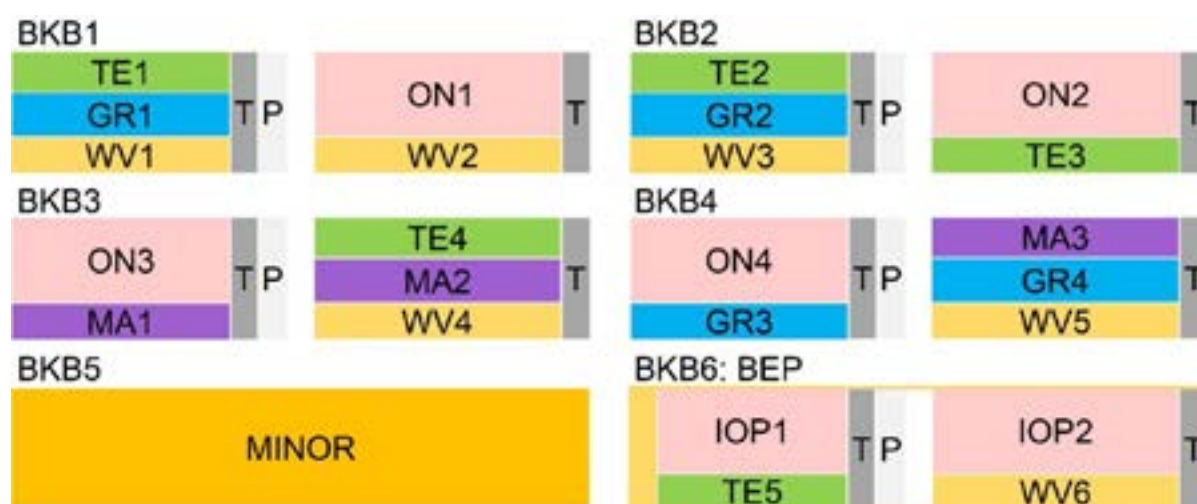 BKB1
TE1
GR1
WV1
T P
ON1
WV2
T
BKB2
TE2
GR2
WV3
T P
ON2
TE3
T
BKB3
ON3
MA1
T P
TE4
MA2
WV4
T
BKB4
ON4
GR3
T P
MA3
GR4
WV5
T
BKB5
MINOR
BKB6: BEP
IOP1
TE5
T P
IOP2
WV6
T